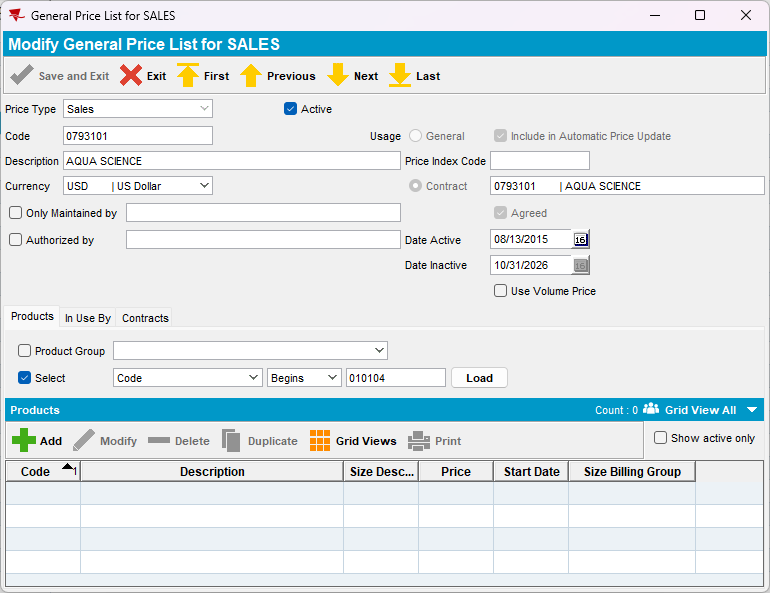 General Price List for SALES
Modify General Price List for SALES
Save and Exit Exit First Previous Next Last
Price Type Sales Active
Code 0793101 Usage General Include in Automatic Price Update
Description AQUA SCIENCE Price Index Code
Currency USD | US Dollar Contract 0793101 | AQUA SCIENCE
Only Maintained by Agreed
Authorized by Date Active 08/13/2015 16
Date Inactive 10/31/2026 16
Use Volume Price
Products In Use By Contracts
Product Group
Select Code Begins 010104 Load
Products Count : 0 Grid View All
Add Modify Delete Duplicate Grid Views Print Show active only
Code 1 Description Size Desc... Price Start Date Size Billing Group